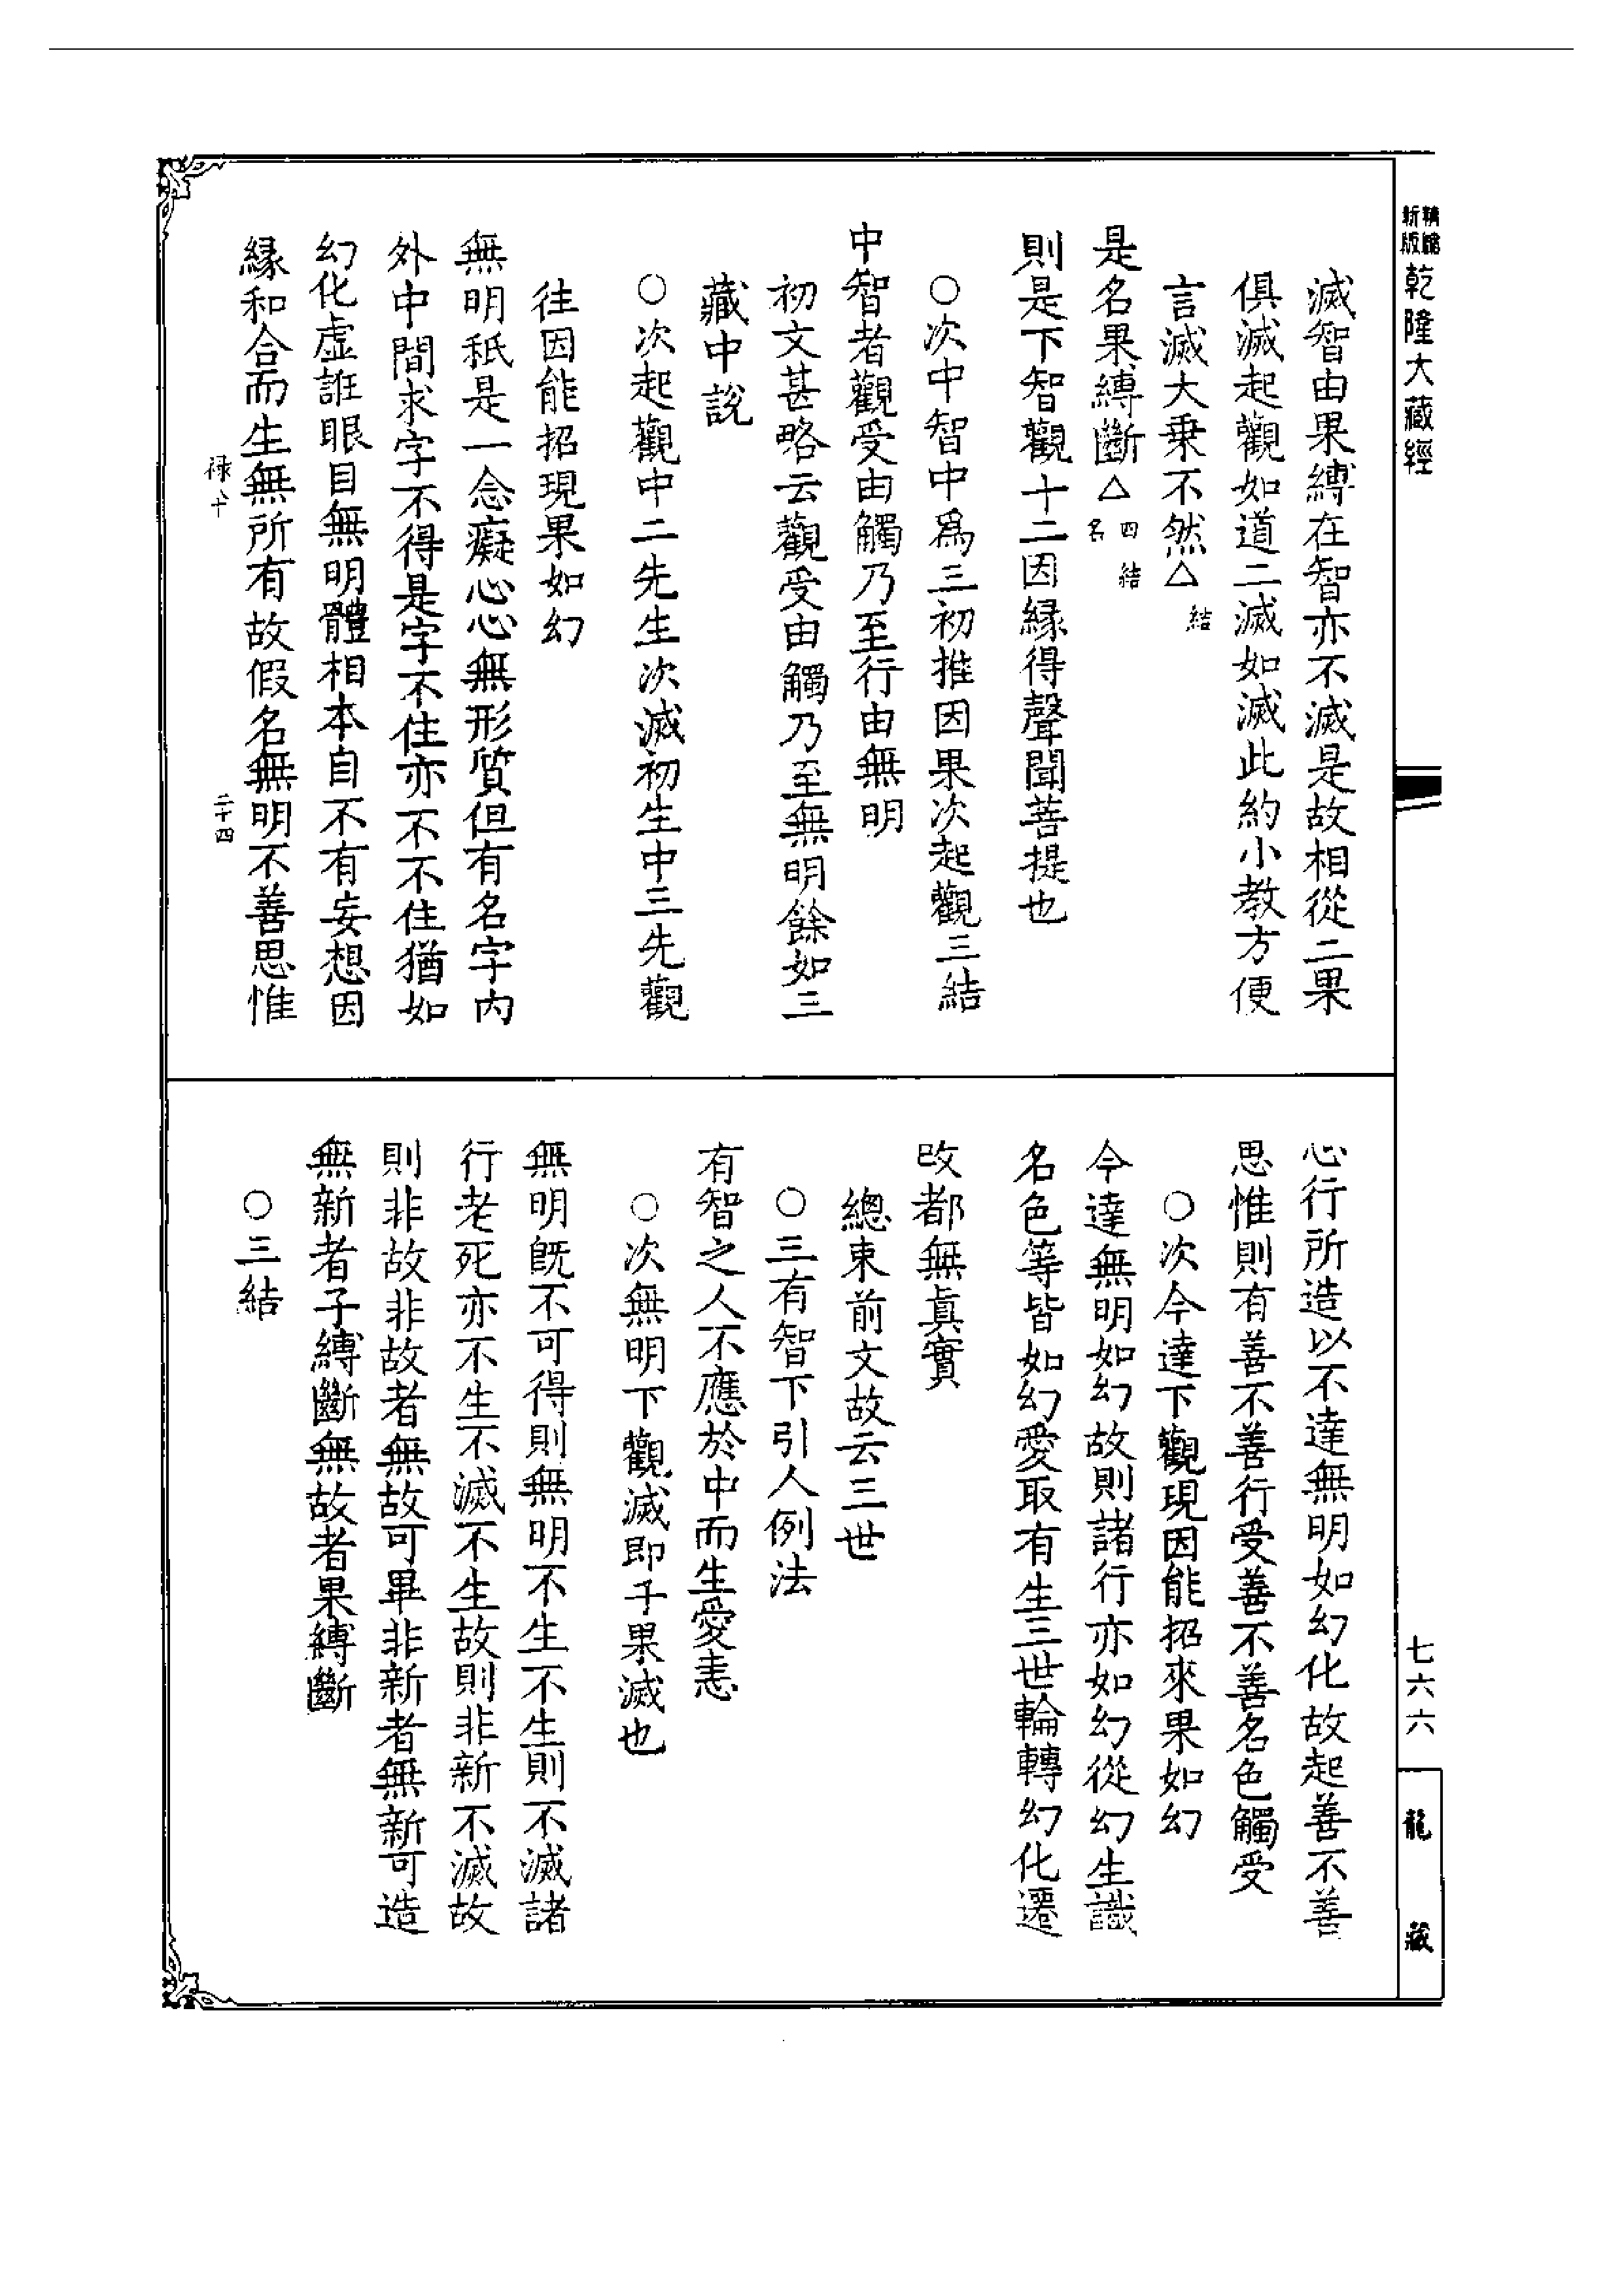 精縮新版乾隆大藏經
七六六
龍藏
滅智由果縛在智亦不滅是故相從二果
俱滅起觀如道二滅如滅此約小教方便
言滅大乗不然△結
是名果縛斷△四結名
則是下智觀十二因緣得聲聞菩提也
○次中智中爲三初推因果次起觀三結
中智者觀受由觸乃至行由無明
初文甚略云觀受由觸乃至無明餘如三
藏中說
○次起觀中二先生次滅初生中三先觀
往因能招現果如幻
無明秖是一念癡心心無形質但有名字內
外中間求字不得是字不住亦不不住猶如
幻化虛誑眼目無明體相本自不有妄想因
緣和合而生無所有故假名無明不善思惟
祿十 二十四
心行所造以不達無明如幻化故起善不善
思惟則有善不善行受善不善名色觸受
○次今達下觀現因能招來果如幻
今達無明如幻故則諸行亦如幻從幻生識
名色等皆如幻愛取有生三世輪轉幻化遷
改都無眞實
總束前文故云三世
○三有智下引人例法
有智之人不應於中而生愛恚
○次無明下觀滅即千果滅也
無明旣不可得則無明不生不生則不滅諸
行老死亦不生不滅不生故則非新不滅故
則非故非故者無故可畢非新者無新可造
無新者子縛斷無故者果縛斷
○三結